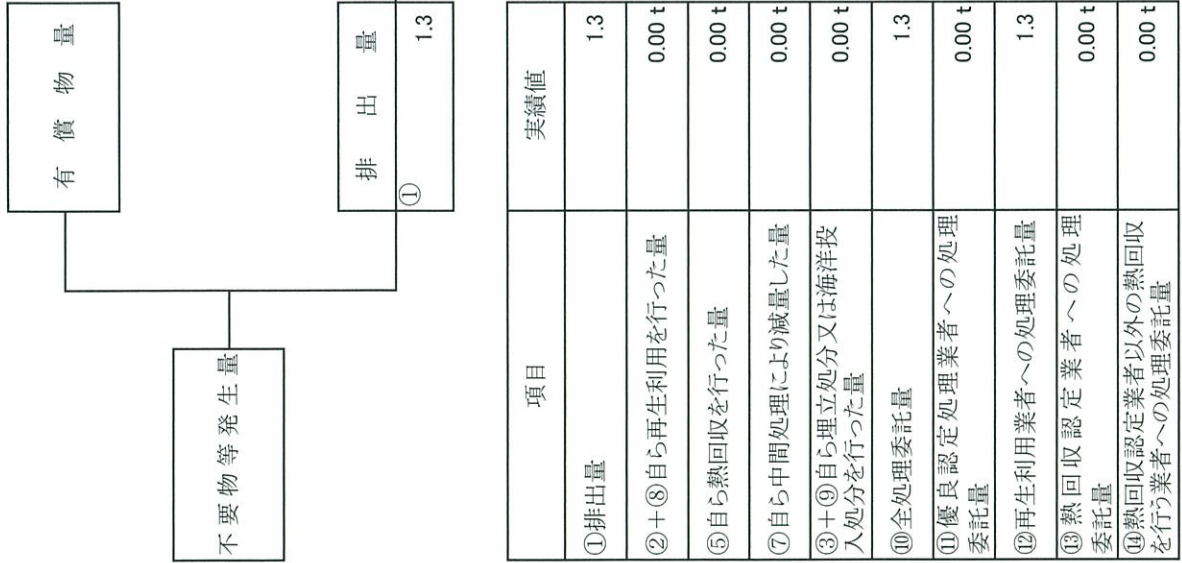 不要物等発生量
有償物量
排出量
①
1.3
項目
実績値
①排出量
1.3
②＋⑧自ら再生利用を行った量
0.00 t
⑤自ら熱回収を行った量
0.00 t
⑦自ら中間処理により減量した量
0.00 t
③＋⑨自ら埋立処分又は海洋投
入処分を行った量
0.00 t
⑩全処理委託量
1.3
⑪優良認定処理業者への処理
委託量
0.00 t
⑫再生利用業者への処理委託量
1.3
⑬熱回収認定業者への処理
委託量
0.00 t
⑭熱回収認定業者以外の熱回収
を行う業者への処理委託量
0.00 t